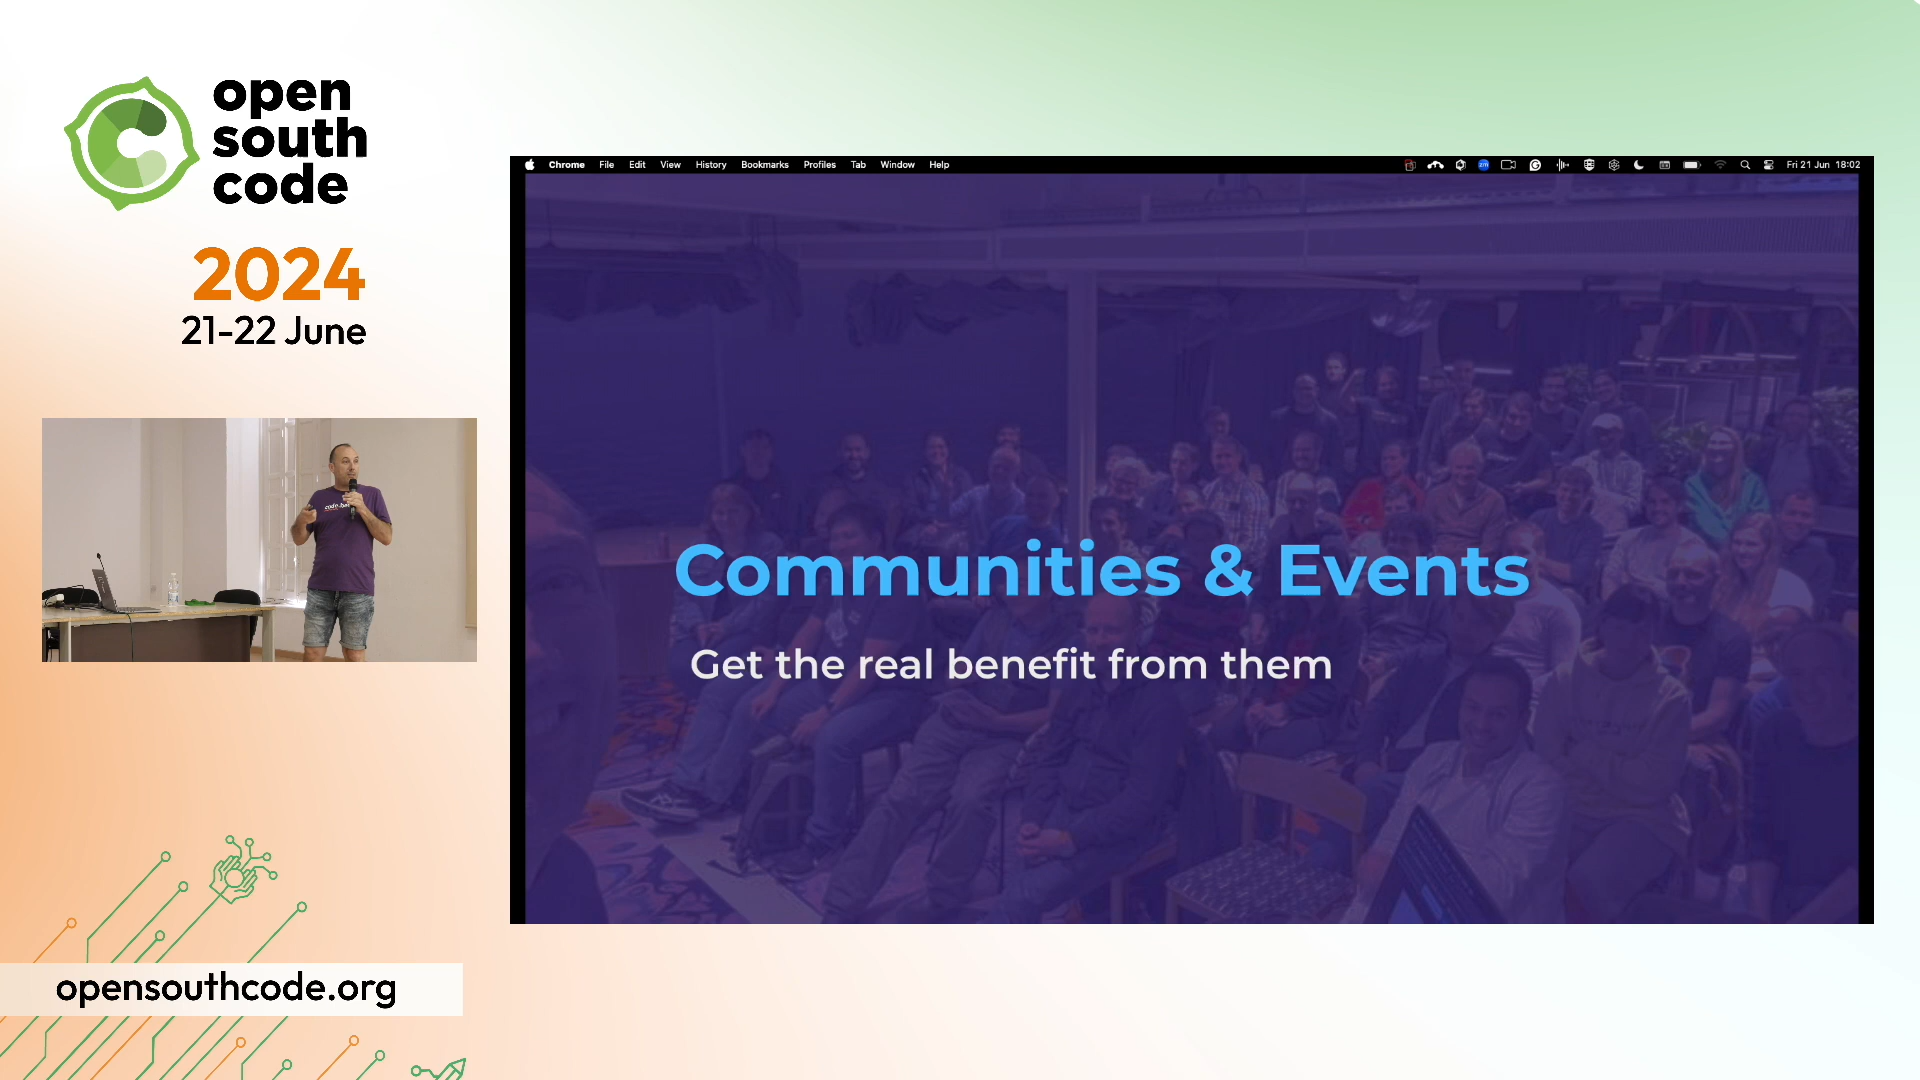 open
south
code
2024
21-22 June
Chrome File Edit View History Bookmarks Profiles Tab Window Help
Fri 21 Jun 18:02
Communities & Events
Get the real benefit from them
opensouthcode.org